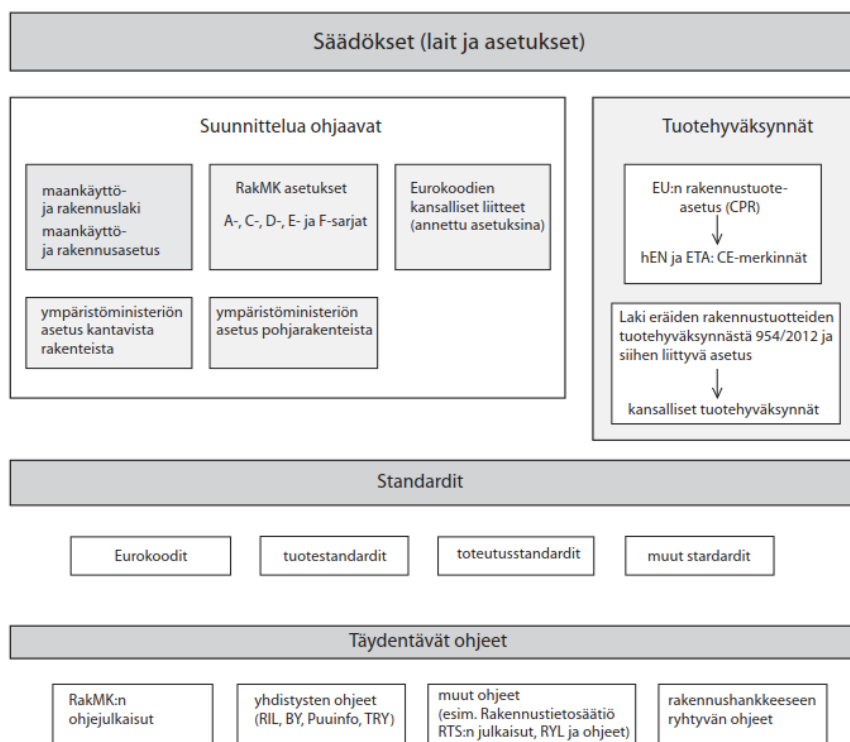 Säädökset (lait ja asetukset)
Suunnittelua ohjaavat
maankäyttö-
ja rakennuslaki
maankäyttö-
ja rakennusasetus
RakMK asetukset
A-, C-, D-, E- ja F-sarjat
Eurokoodien
kansalliset liitteet
(annettu asetuksina)
ympäristöministeriön
asetus kantavista
rakenteista
ympäristöministeriön
asetus pohjarakenteista
Tuotehyväksynnät
EU:n rakennustuote-
asetus (CPR)
hEN ja ETA: CE-merkinnät
Laki eräiden rakennustuotteiden
tuotehyväksynnästä 954/2012 ja
siihen liittyvä asetus
kansalliset tuotehyväksynnät
Standardit
Eurokoodit
tuotestandardit
toteutusstandardit
muut stardardit
Täydentävät ohjeet
RakMK:n
ohjejulkaisut
yhdistysten ohjeet
(RIL, BY, Puuinfo, TRY)
muut ohjeet
(esim. Rakennustietosäätiö
RTS:n julkaisut, RYL ja ohjeet)
rakennushankkeeseen
ryhtyvän ohjeet